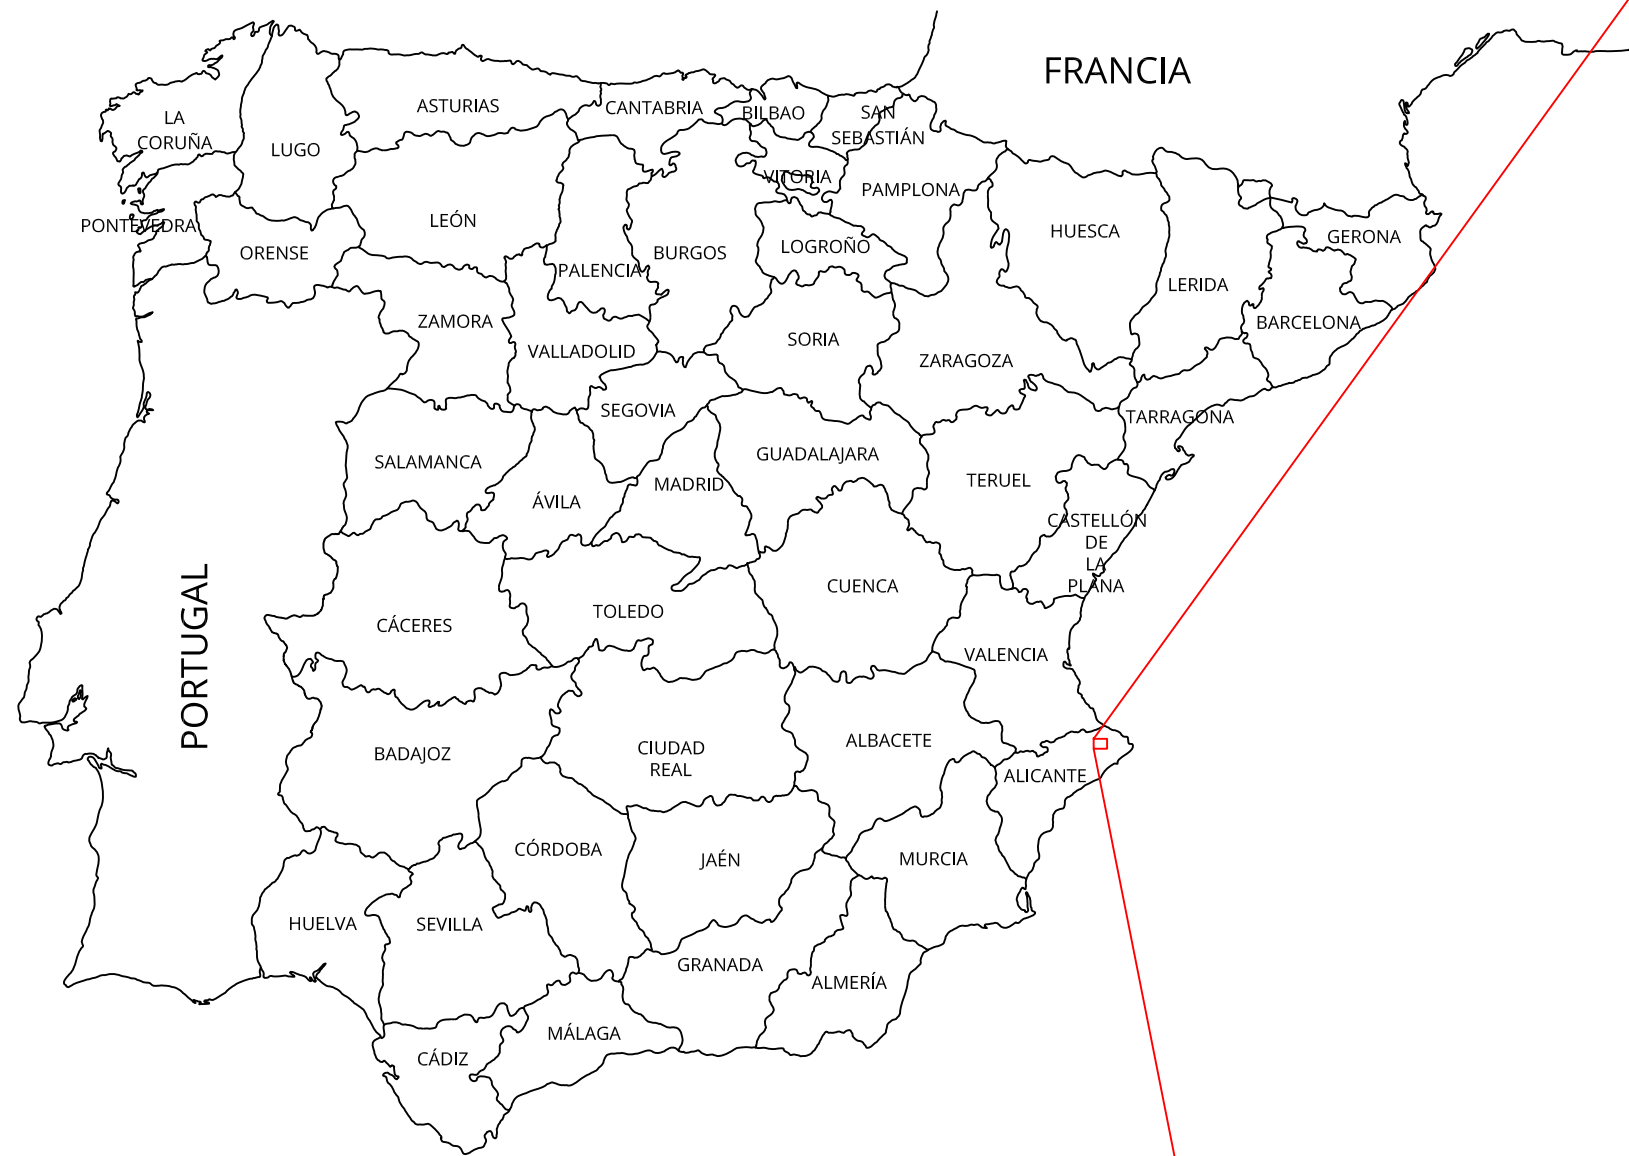 FRANCIA
LA
CORUÑA
LUGO
ASTURIAS
CANTABRIA
BILBAO
SAN
SEBASTIÁN
VITORIA
PAMPLONA
PONTEVEDRA
ORENSE
LEÓN
PALENCIA
BURGOS
LOGROÑO
HUESCA
LERIDA
GERONA
BARCELONA
ZAMORA
VALLADOLID
SORIA
ZARAGOZA
SEGOVIA
TARRAGONA
SALAMANCA
ÁVILA
MADRID
GUADALAJARA
TERUEL
CASTELLÓN
DE
LA
PLANA
PORTUGAL
CÁCERES
TOLEDO
CUENCA
VALENCIA
BADAJOZ
CIUDAD
REAL
ALBACETE
ALICANTE
CÓRDOBA
JAÉN
MURCIA
HUELVA
SEVILLA
GRANADA
ALMERÍA
MÁLAGA
CÁDIZ